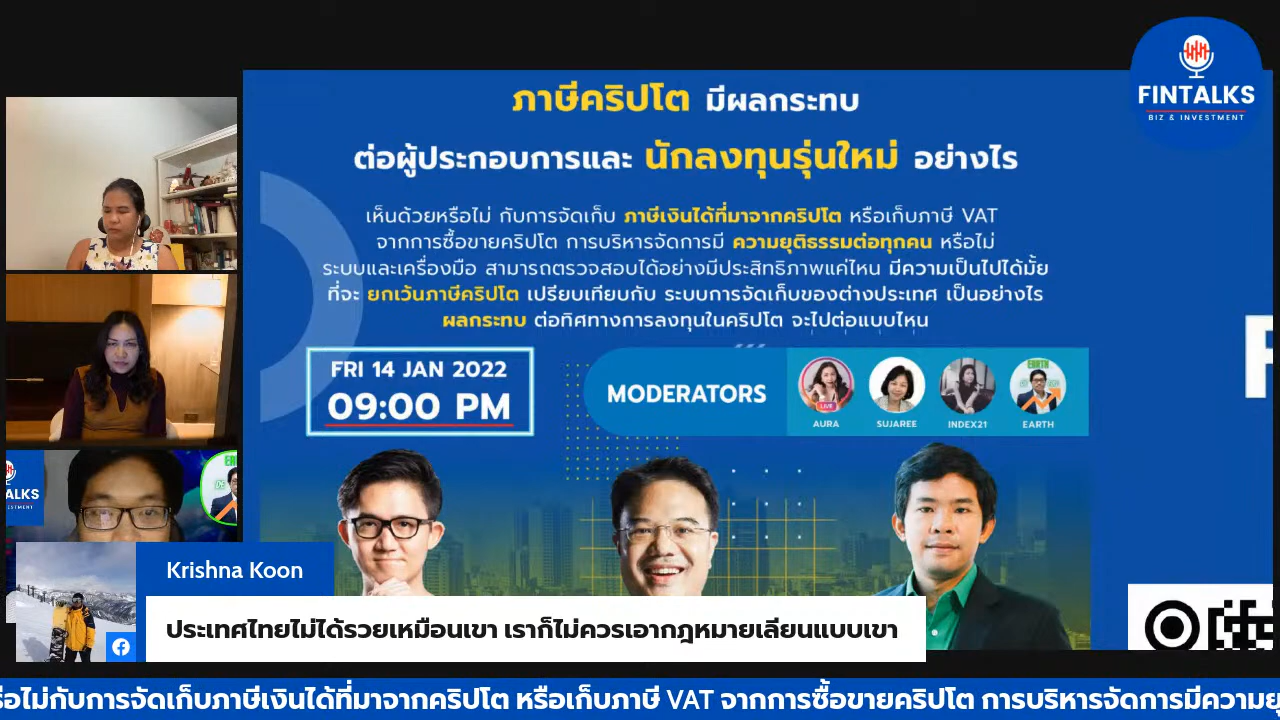 FINTALKS
BIZ & INVESTMENT
ภาษีคริปโต มีผลกระทบ
ต่อผู้ประกอบการและ นักลงทุนรุ่นใหม่ อย่างไร
เห็นด้วยหรือไม่ กับการจัดเก็บ ภาษีเงินได้ที่มาจากคริปโต หรือเก็บภาษี VAT
จากการซื้อขายคริปโต การบริหารจัดการมี ความยุติธรรมต่อทุกคน หรือไม่
ระบบและเครื่องมือ สามารถตรวจสอบได้อย่างมีประสิทธิภาพแค่ไหน มีความเป็นไปได้มั้ย
ที่จะ ยกเว้นภาษีคริปโต เปรียบเทียบกับ ระบบการจัดเก็บของต่างประเทศ เป็นอย่างไร
ผลกระทบ ต่อทิศทางการลงทุนในคริปโต จะไปต่อแบบไหน
FRI 14 JAN 2022
09:00 PM
MODERATORS
LIVE
EARTH
AURA
SUJAREE
INDEX21
EARTH
ALKS
Krishna Koon
ประเทศไทยไม่ได้รวยเหมือนเขา เราก็ไม่ควรเอากฎหมายเลียนแบบเขา
ไม่กับการจัดเก็บภาษีเงินได้ที่มาจากคริปโต หรือเก็บภาษี VAT จากการซื้อขายคริปโต การบริหารจัดการมีความ